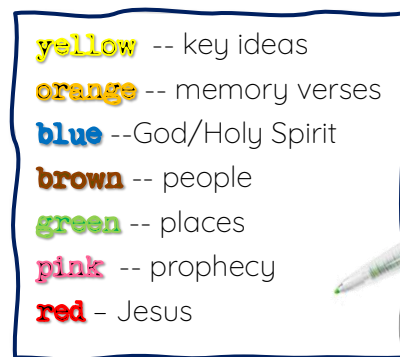 yellow -- key ideas
orange -- memory verses
blue --God/Holy Spirit
brown -- people
green -- places
pink -- prophecy
red – Jesus